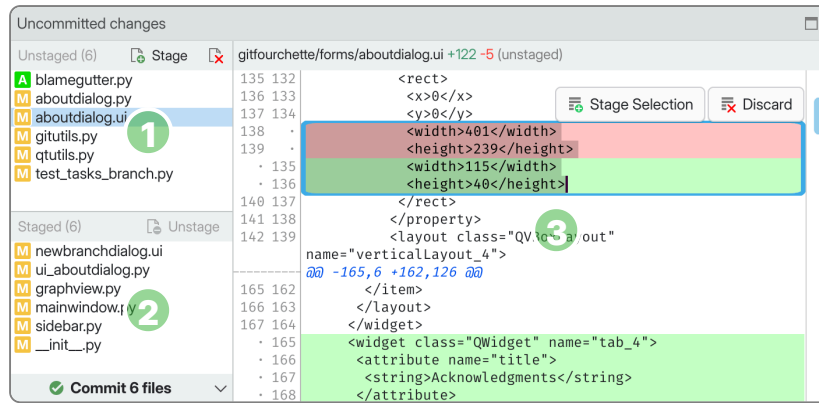 Uncommitted changes
Unstaged (6) Stage
A blamegutter.py
M aboutdialog.py
M aboutdialog.ui
M gitutils.py
M qtutils.py
M test_tasks_branch.py
1
Staged (6) Unstage
M newbranchdialog.ui
M ui_aboutdialog.py
M graphview.py
M mainwindow.py
M sidebar.py
M __init__.py
2
Commit 6 files
gitfourchette/forms/aboutdialog.ui +122 -5 (unstaged)
Stage Selection Discard
135 132 <rect>
136 133 <x>0</x>
137 134 <y>0</y>
138 · <width>401</width>
139 · <height>239</height>
· 135 <width>115</width>
· 136 <height>40</height>
140 137 </rect>
141 138 </property>
142 139 <layout class="QVBoxLayout"
name="verticalLayout_4">
3
@@ -165,6 +162,126 @@
165 162 </item>
166 163 </layout>
167 164 </widget>
· 165 <widget class="QWidget" name="tab_4">
· 166 <attribute name="title">
· 167 <string>Acknowledgments</string>
· 168 </attribute>